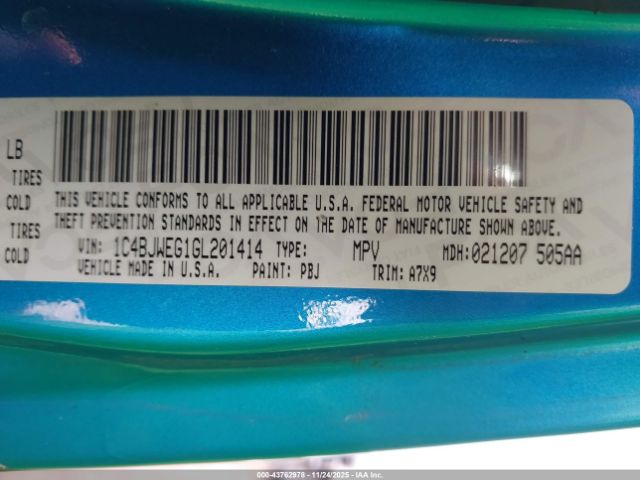 LB
TIRES
COLD
TIRES
COLD
THIS VEHICLE CONFORMS TO ALL APPLICABLE U.S.A. FEDERAL MOTOR VEHICLE SAFETY AND
THEFT PREVENTION STANDARDS IN EFFECT ON THE DATE OF MANUFACTURE SHOWN ABOVE.
VIN: 1C4BJWEG1GL201414 TYPE: MPV MDH:021207 505AA
VEHICLE MADE IN U.S.A. PAINT: PBJ TRIM: A7X9
Stock No: 000-43762978 | 11/24/2025 - IAA Inc.